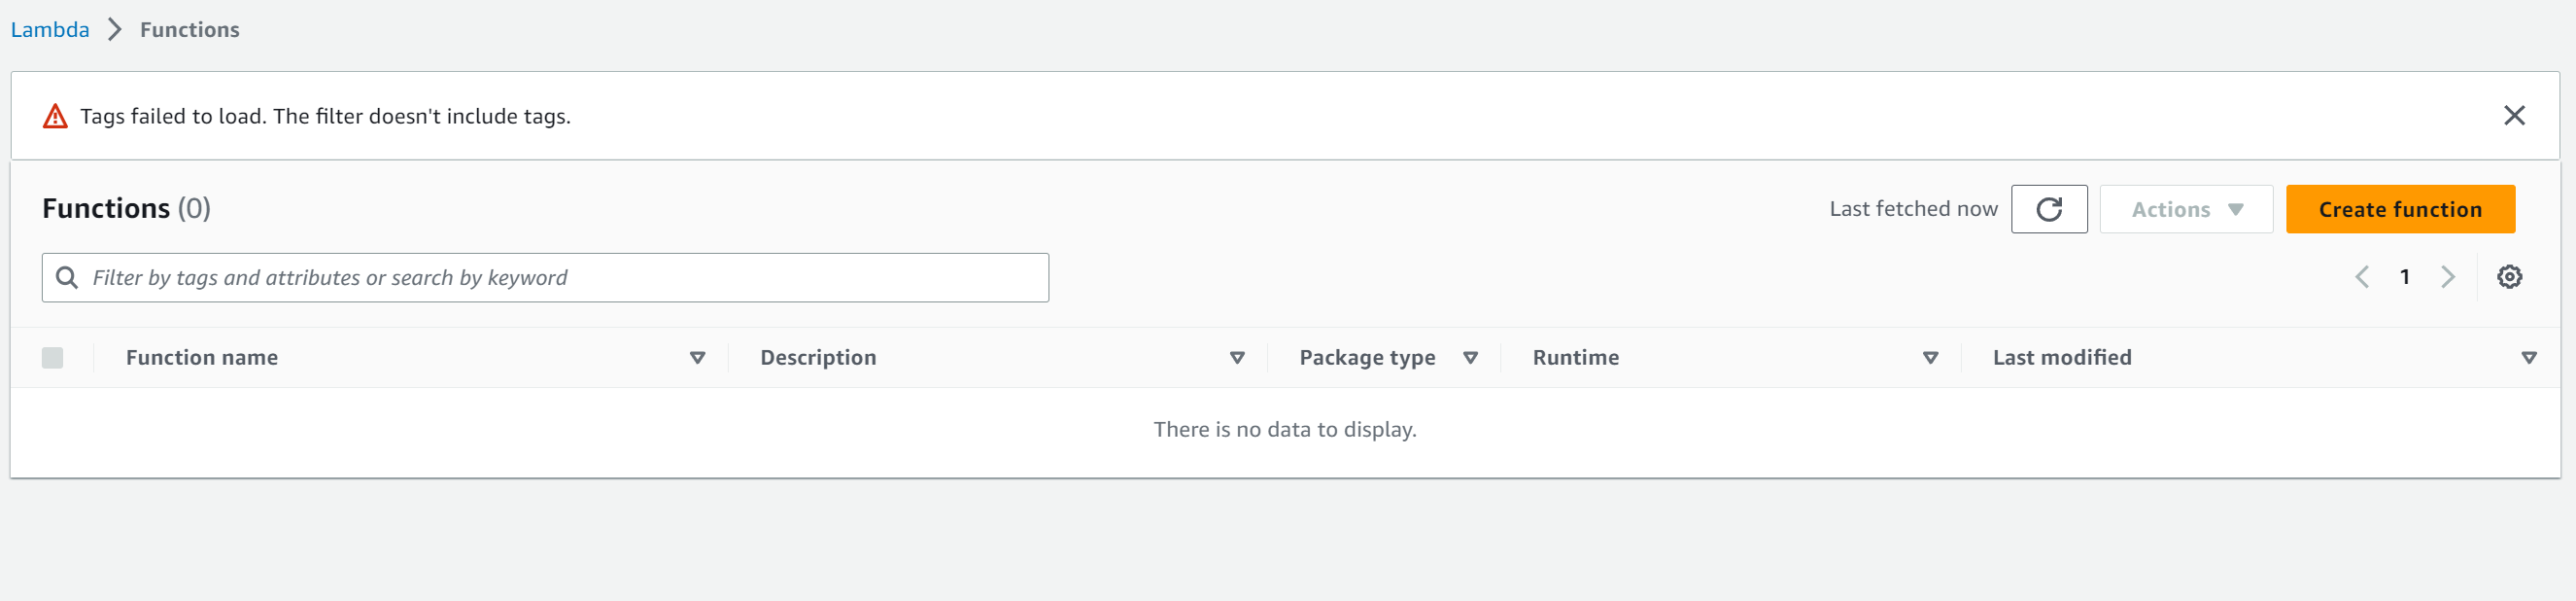 Lambda > Functions
Tags failed to load. The filter doesn't include tags.
Functions (0)
Last fetched now
Actions
Create function
Filter by tags and attributes or search by keyword
1
Function name
Description
Package type
Runtime
Last modified
There is no data to display.